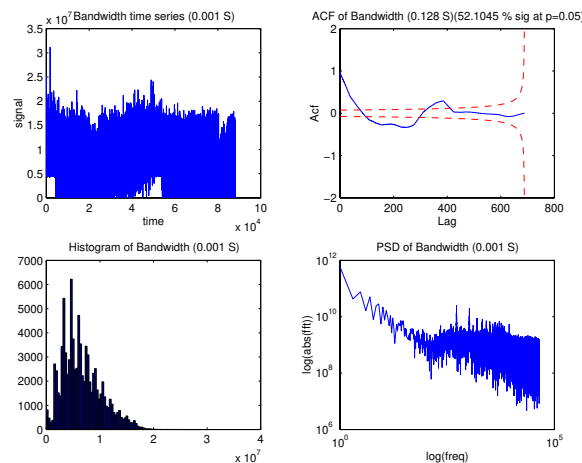 Bandwidth time series (0.001 S)
x 10^7
3.5
3
2.5
2
1.5
1
0.5
0
signal
0 2 4 6 8 10
time
x 10^4
ACF of Bandwidth (0.128 S)(52.1045 % sig at p=0.05)
2
1
0
−1
−2
Acf
0 200 400 600 800
Lag
Histogram of Bandwidth (0.001 S)
7000
6000
5000
4000
3000
2000
1000
0
0 1 2 3 4
x 10^7
PSD of Bandwidth (0.001 S)
10^12
10^10
10^8
10^6
log(abs(fft))
10^0 10^5
log(freq)